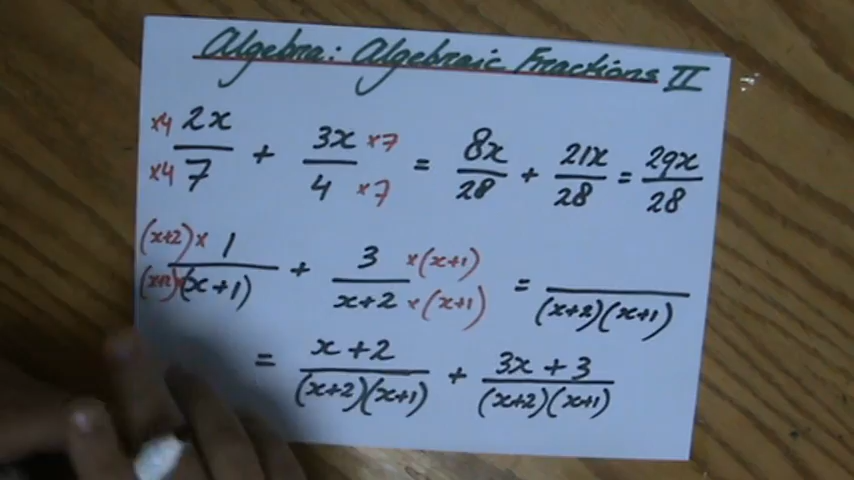 Algebra: Algebraic Fractions II
×4 2x/7 ×4 + 3x/4 ×7 ×7 = 8x/28 + 21x/28 = 29x/28
(x+2)× 1/(x+1) (x+2)× + 3/x+2 ×(x+1) ×(x+1) = /(x+2)(x+1)
= x+2/(x+2)(x+1) + 3x+3/(x+2)(x+1)